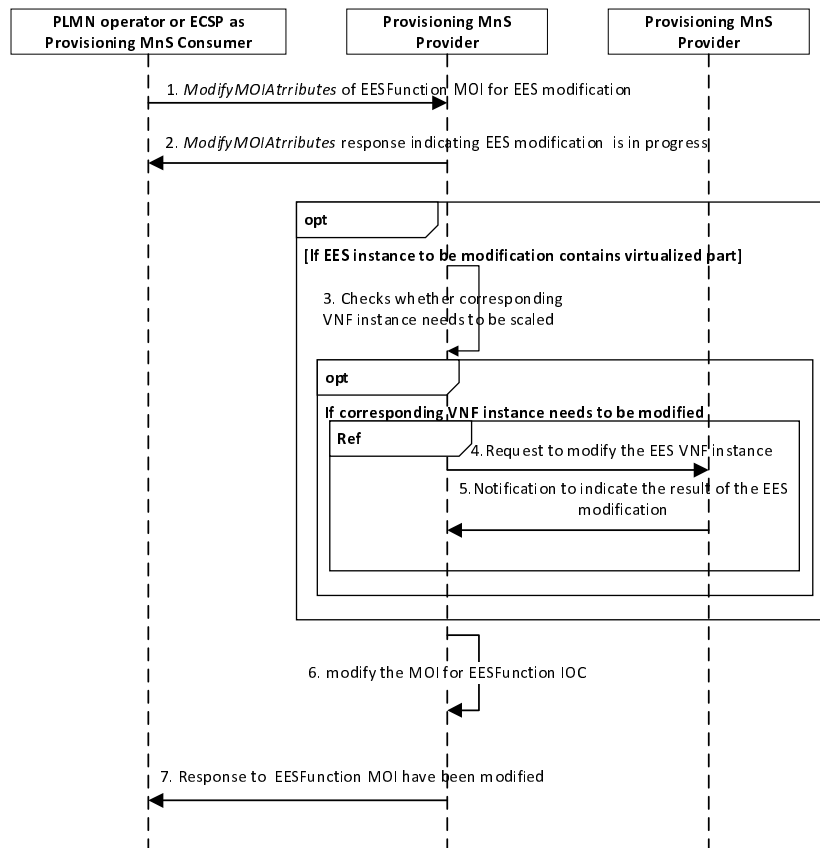 PLMN operator or ECSP as
Provisioning MnS Consumer
Provisioning MnS
Provider
Provisioning MnS
Provider
1. ModifyMOIAtrributes of EESFunction MOI for EES modification
2. ModifyMOIAtrributes response indicating EES modification is in progress
opt
[If EES instance to be modification contains virtualized part]
3. Checks whether corresponding
VNF instance needs to be scaled
opt
If corresponding VNF instance needs to be modified
Ref
4. Request to modify the EES VNF instance
5. Notification to indicate the result of the EES
modification
6. modify the MOI for EESFunction IOC
7. Response to EESFunction MOI have been modified